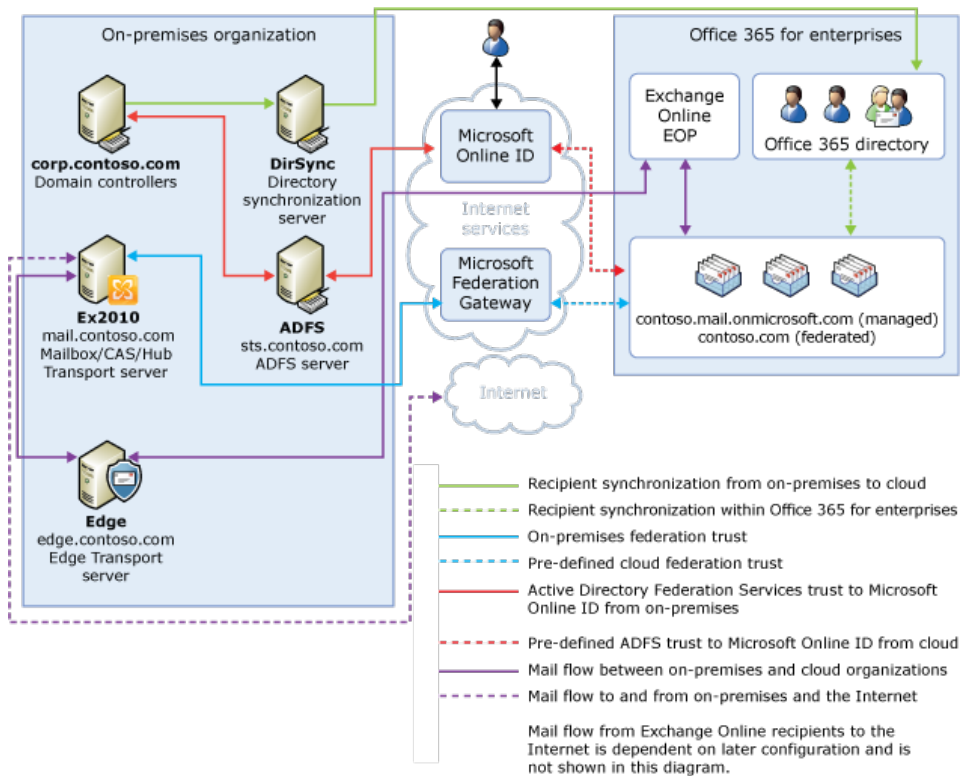 On-premises organization
Office 365 for enterprises
corp.contoso.com
Domain controllers
DirSync
Directory
synchronization
server
Microsoft
Online ID
Exchange
Online
EOP
Office 365 directory
Internet
services
Ex2010
mail.contoso.com
Mailbox/CAS/Hub
Transport server
ADFS
sts.contoso.com
ADFS server
Microsoft
Federation
Gateway
contoso.mail.onmicrosoft.com (managed)
contoso.com (federated)
Internet
Edge
edge.contoso.com
Edge Transport
server
Recipient synchronization from on-premises to cloud
Recipient synchronization within Office 365 for enterprises
On-premises federation trust
Pre-defined cloud federation trust
Active Directory Federation Services trust to Microsoft
Online ID from on-premises
Pre-defined ADFS trust to Microsoft Online ID from cloud
Mail flow between on-premises and cloud organizations
Mail flow to and from on-premises and the Internet
Mail flow from Exchange Online recipients to the
Internet is dependent on later configuration and is
not shown in this diagram.